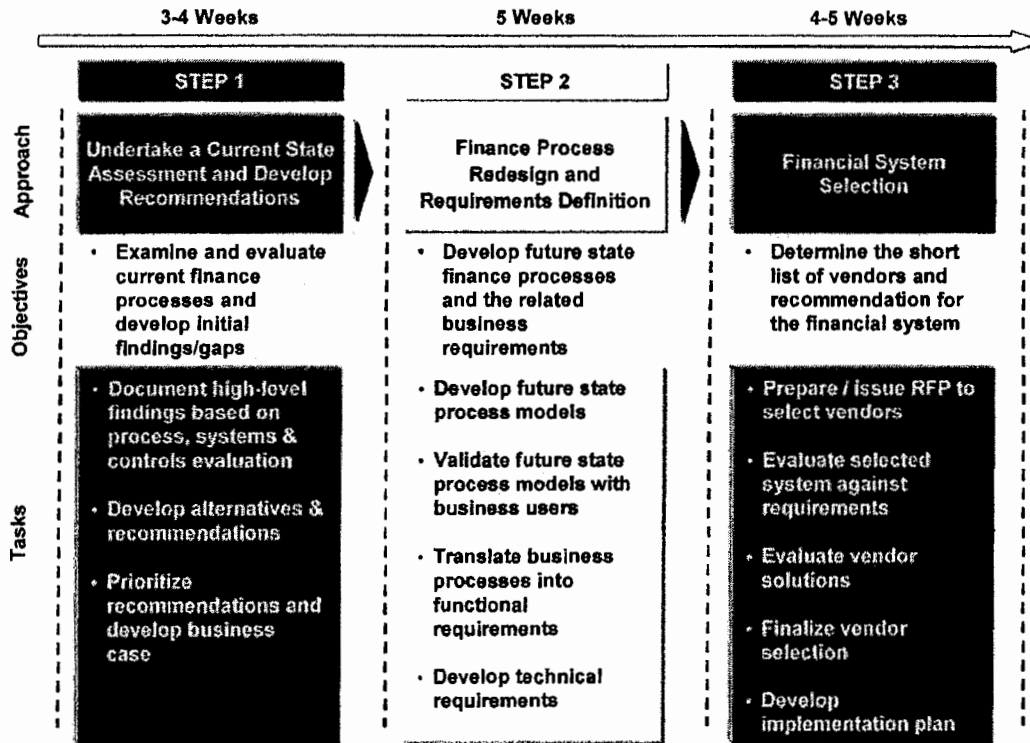 3-4 Weeks
5 Weeks
4-5 Weeks
STEP 1
STEP 2
STEP 3
Approach
Undertake a Current State
Assessment and Develop
Recommendations
Finance Process
Redesign and
Requirements Definition
Financial System
Selection
Objectives
• Examine and evaluate
current finance
processes and
develop initial
findings/gaps
• Develop future state
finance processes
and the related
business
requirements
• Determine the short
list of vendors and
recommendation for
the financial system
Tasks
• Document high-level
findings based on
process, systems &
controls evaluation
• Develop alternatives &
recommendations
• Prioritize
recommendations and
develop business
case
• Develop future state
process models
• Validate future state
process models with
business users
• Translate business
processes into
functional
requirements
• Develop technical
requirements
• Prepare / issue RFP to
select vendors
• Evaluate selected
system against
requirements
• Evaluate vendor
solutions
• Finalize vendor
selection
• Develop
implementation plan